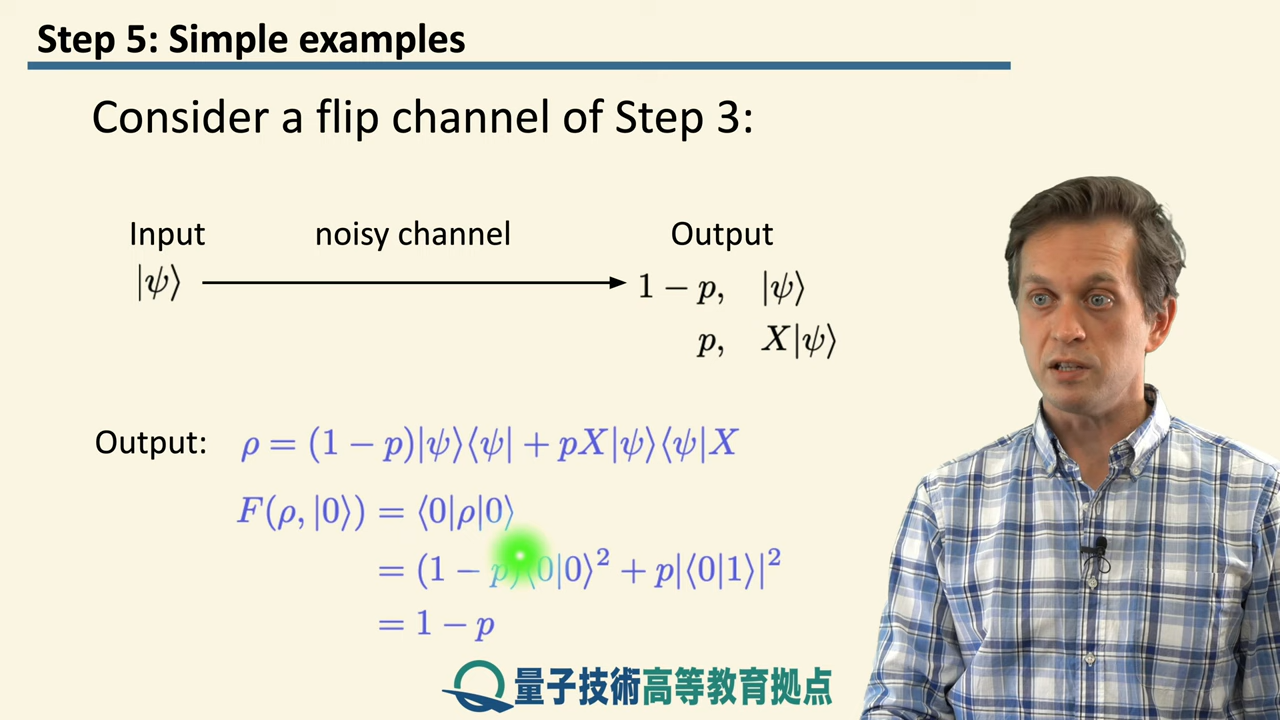 Step 5: Simple examples
Consider a flip channel of Step 3:
Input noisy channel Output
|ψ⟩ 1 − p, |ψ⟩
p, X|ψ⟩
Output: ρ = (1 − p)|ψ⟩⟨ψ| + pX|ψ⟩⟨ψ|X
F(ρ, |0⟩) = ⟨0|ρ|0⟩
= (1 − p)⟨0|0⟩² + p|⟨0|1⟩|²
= 1 − p
量子技術高等教育拠点